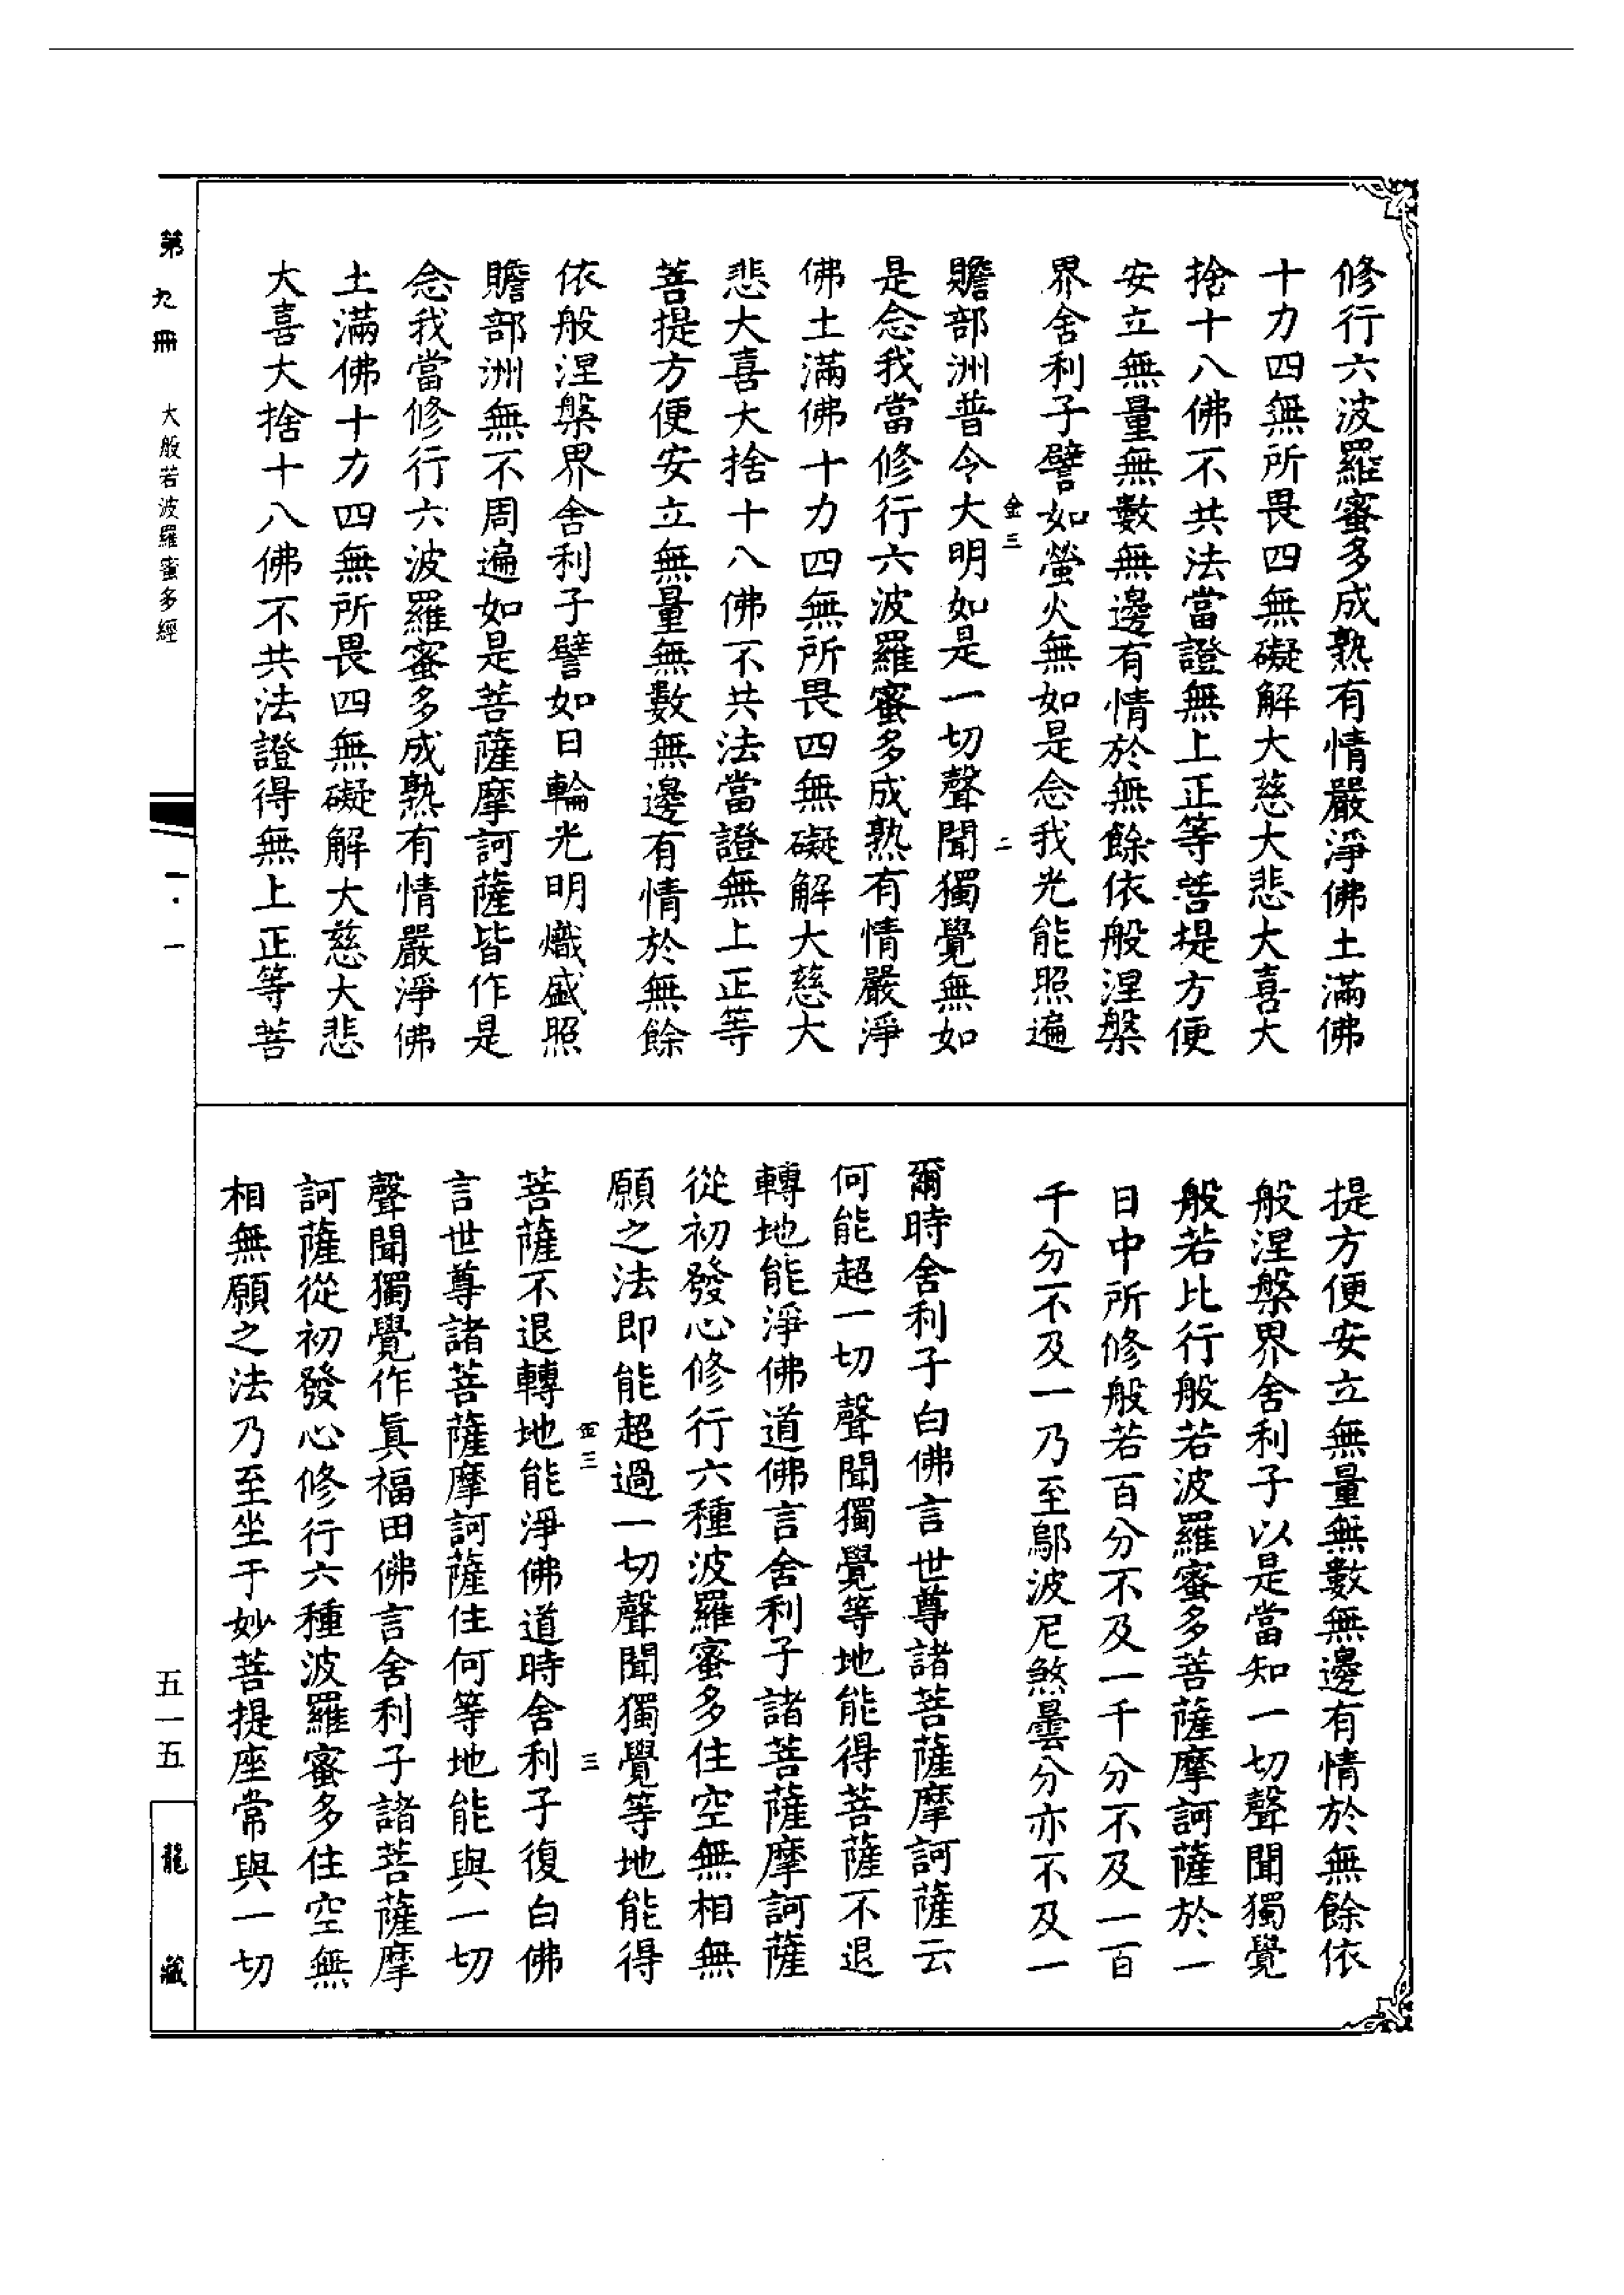 修行六波羅蜜多成熟有情嚴淨佛土滿佛
十力四無所畏四無礙解大慈大悲大喜大
捨十八佛不共法當證無上正等菩提方便
安立無量無數無邊有情於無餘依般涅槃
界舍利子譬如螢火無如是念我光能照遍
金三
二
贍部洲普令大明如是一切聲聞獨覺無如
是念我當修行六波羅蜜多成熟有情嚴淨
佛土滿佛十力四無所畏四無礙解大慈大
悲大喜大捨十八佛不共法當證無上正等
菩提方便安立無量無數無邊有情於無餘
依般涅槃界舍利子譬如日輪光明熾盛照
贍部洲無不周遍如是菩薩摩訶薩皆作是
念我當修行六波羅蜜多成熟有情嚴淨佛
土滿佛十力四無所畏四無礙解大慈大悲
大喜大捨十八佛不共法證得無上正等菩
提方便安立無量無數無邊有情於無餘依
般涅槃界舍利子以是當知一切聲聞獨覺
般若比行般若波羅蜜多菩薩摩訶薩於一
日中所修般若百分不及一千分不及一百
千分不及一乃至鄔波尼煞曇分亦不及一
爾時舍利子白佛言世尊諸菩薩摩訶薩云
何能超一切聲聞獨覺等地能得菩薩不退
轉地能淨佛道佛言舍利子諸菩薩摩訶薩
從初發心修行六種波羅蜜多住空無相無
願之法即能超過一切聲聞獨覺等地能得
金三
三
菩薩不退轉地能淨佛道時舍利子復白佛
言世尊諸菩薩摩訶薩住何等地能與一切
聲聞獨覺作眞福田佛言舍利子諸菩薩摩
訶薩從初發心修行六種波羅蜜多住空無
相無願之法乃至坐于妙菩提座常與一切
第九冊
大般若波羅蜜多經
一·一
五一五
龍藏